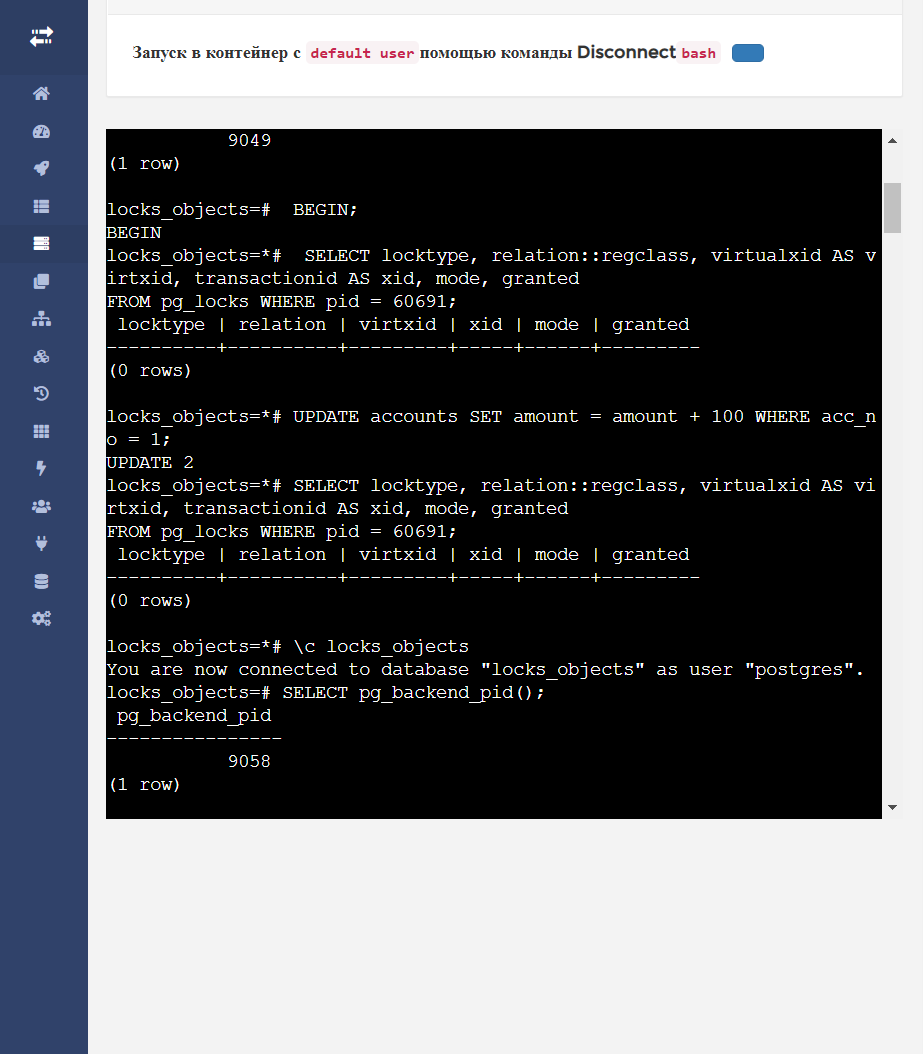 Запуск в контейнер с default user помощью команды Disconnect bash
9049
(1 row)
locks_objects=#  BEGIN;
BEGIN
locks_objects=*#  SELECT locktype, relation::regclass, virtualxid AS v
irtxid, transactionid AS xid, mode, granted
FROM pg_locks WHERE pid = 60691;
 locktype | relation | virtxid | xid | mode | granted
----------+----------+---------+-----+------+---------
(0 rows)
locks_objects=*# UPDATE accounts SET amount = amount + 100 WHERE acc_n
o = 1;
UPDATE 2
locks_objects=*# SELECT locktype, relation::regclass, virtualxid AS vi
rtxid, transactionid AS xid, mode, granted
FROM pg_locks WHERE pid = 60691;
 locktype | relation | virtxid | xid | mode | granted
----------+----------+---------+-----+------+---------
(0 rows)
locks_objects=*# \c locks_objects
You are now connected to database "locks_objects" as user "postgres".
locks_objects=# SELECT pg_backend_pid();
 pg_backend_pid
----------------
9058
(1 row)